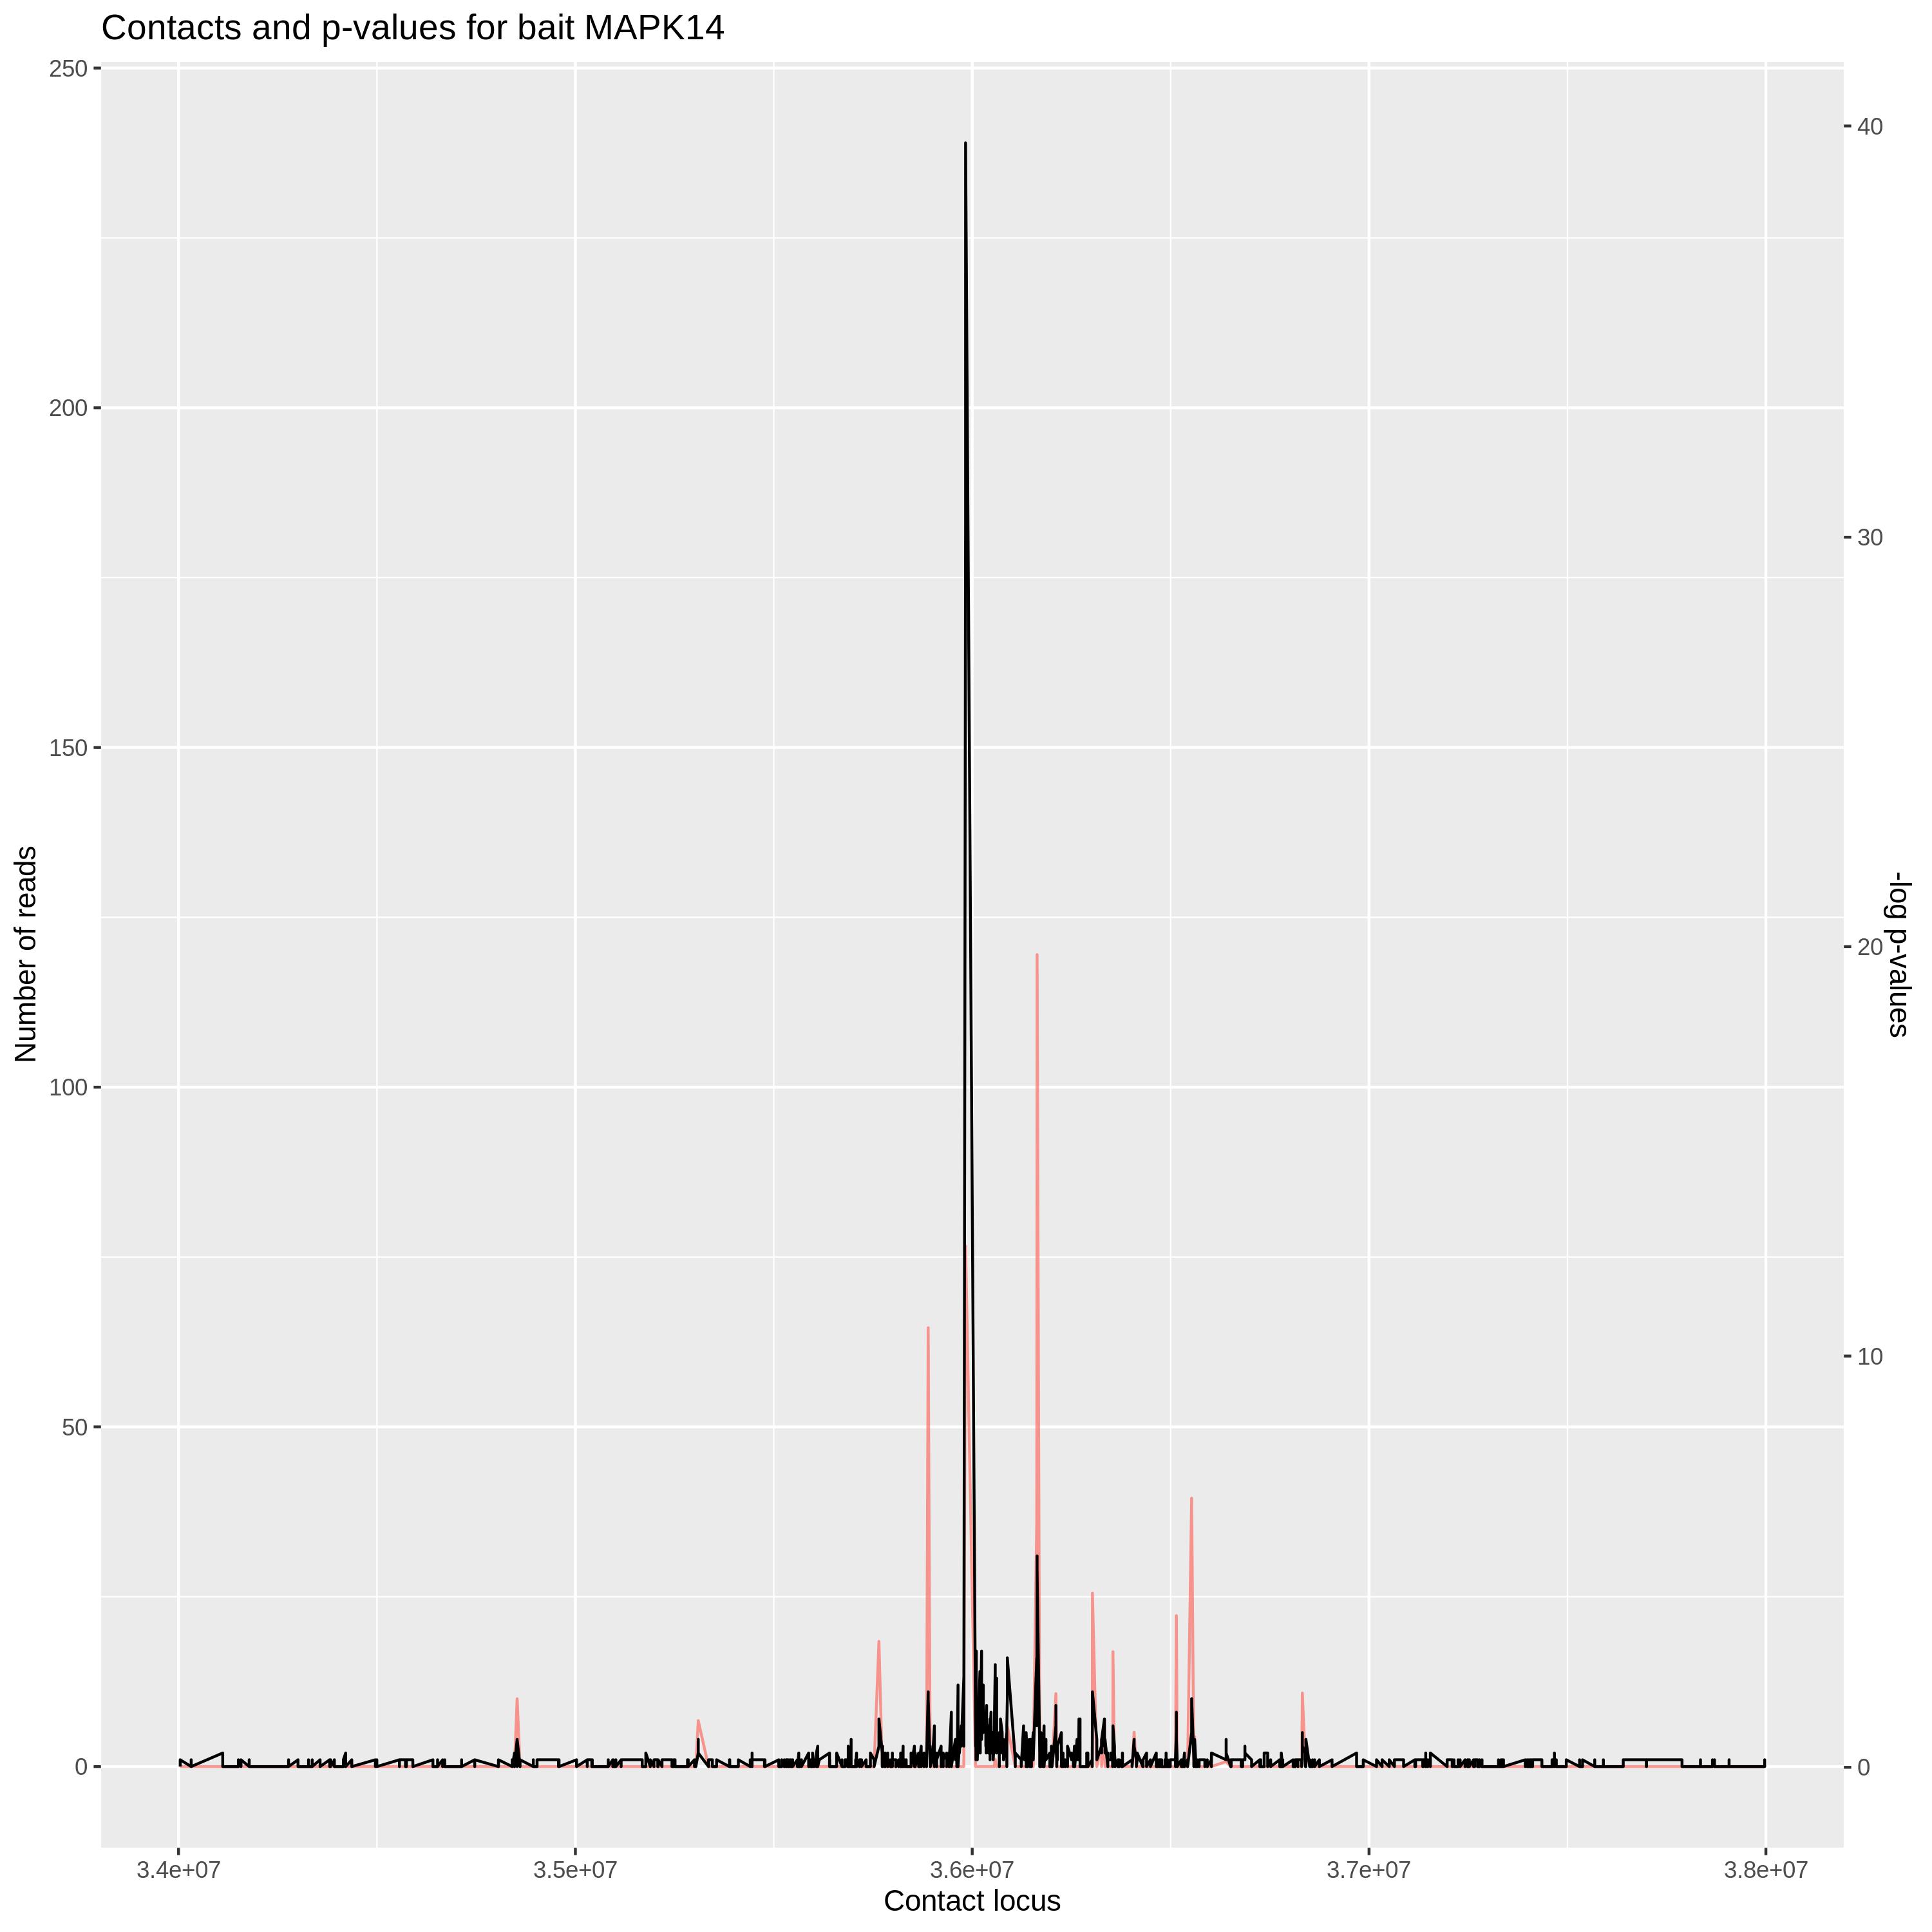 Contacts and p-values for bait MAPK14
250
200
150
100
50
0
Number of reads
40
30
20
10
0
-log p-values
3.4e+07 3.5e+07 3.6e+07 3.7e+07 3.8e+07
Contact locus